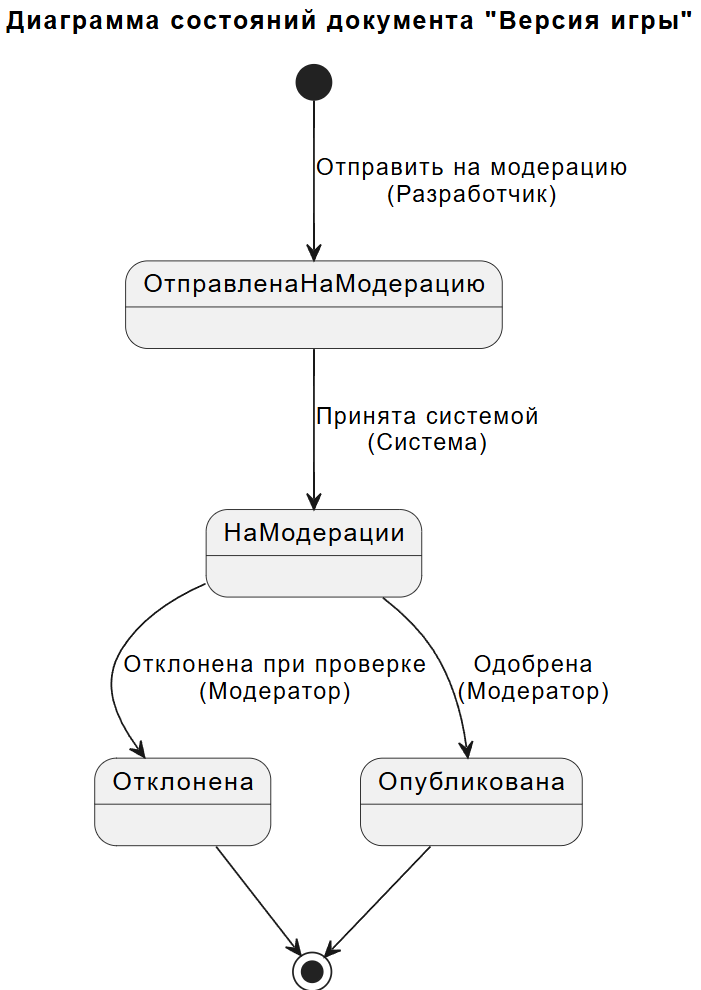 Диаграмма состояний документа "Версия игры"
Отправить на модерацию
(Разработчик)
ОтправленаНаМодерацию
Принята системой
(Система)
НаМодерации
Отклонена при проверке
(Модератор)
Одобрена
(Модератор)
Отклонена
Опубликована